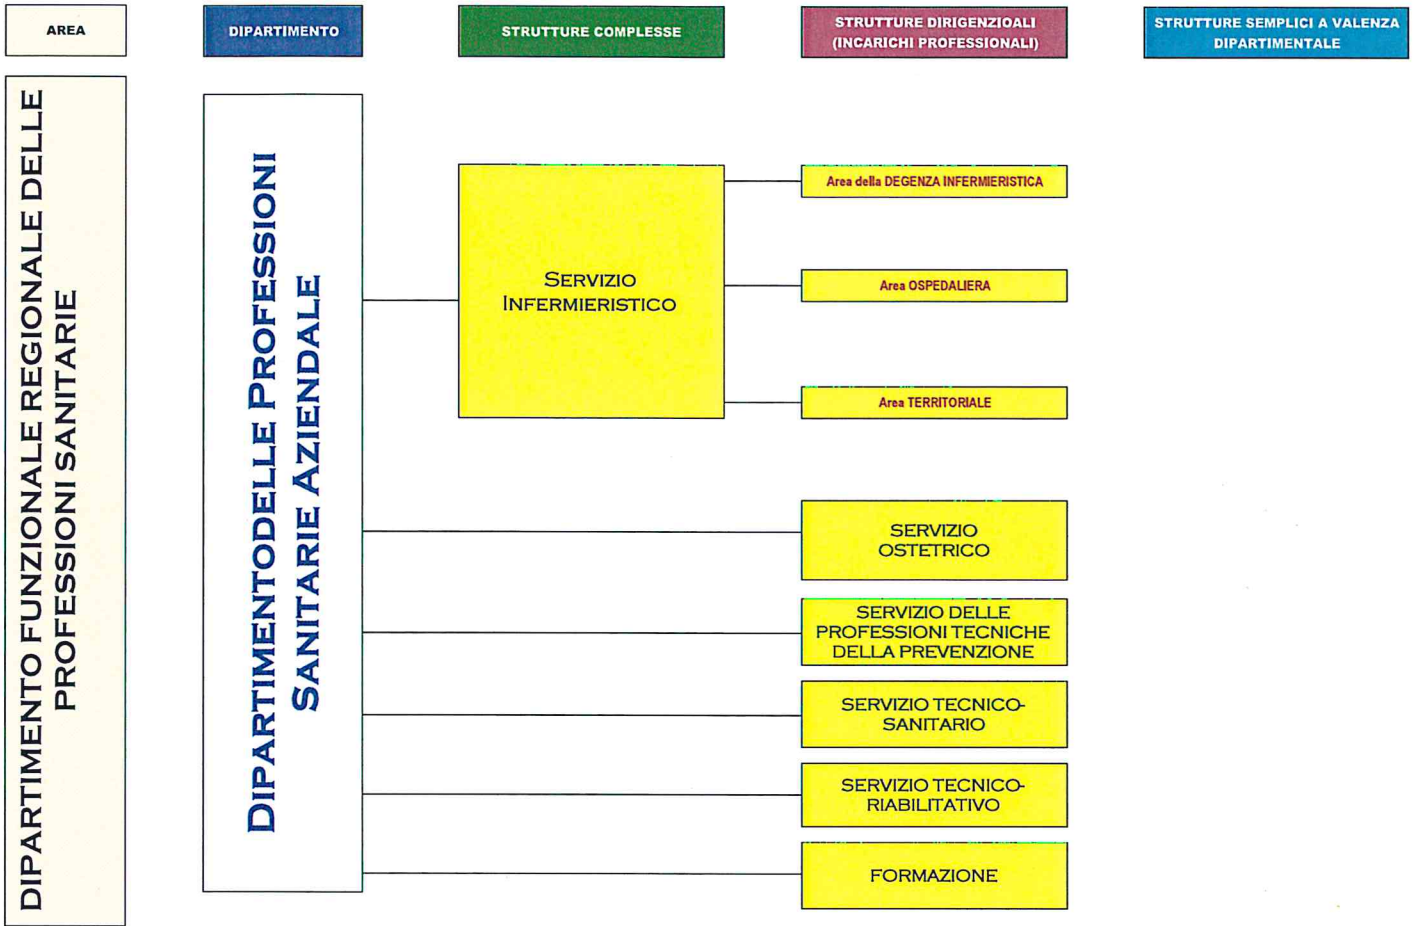 AREA
DIPARTIMENTO
STRUTTURE COMPLESSE
STRUTTURE DIRIGENZIOALI
(INCARICHI PROFESSIONALI)
STRUTTURE SEMPLICI A VALENZA
DIPARTIMENTALE
DIPARTIMENTO FUNZIONALE REGIONALE DELLE
PROFESSIONI SANITARIE
DIPARTIMENTODELLE PROFESSIONI
SANITARIE AZIENDALE
SERVIZIO
INFERMIERISTICO
Area della DEGENZA INFERMIERISTICA
Area OSPEDALIERA
Area TERRITORIALE
SERVIZIO
OSTETRICO
SERVIZIO DELLE
PROFESSIONI TECNICHE
DELLA PREVENZIONE
SERVIZIO TECNICO-
SANITARIO
SERVIZIO TECNICO-
RIABILITATIVO
FORMAZIONE